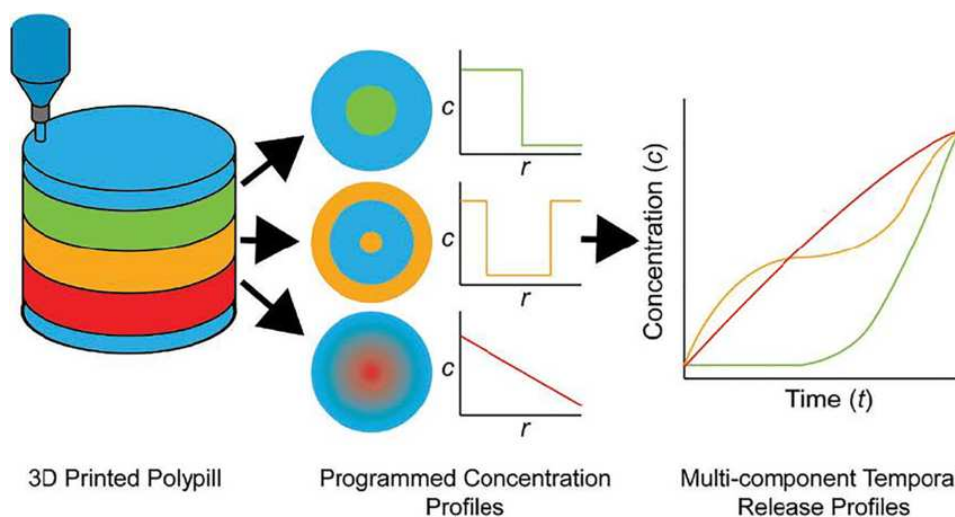 c
r
c
r
c
r
Concentration (c)
Time (t)
3D Printed Polypill
Programmed Concentration
Profiles
Multi-component Tempora
Release Profiles